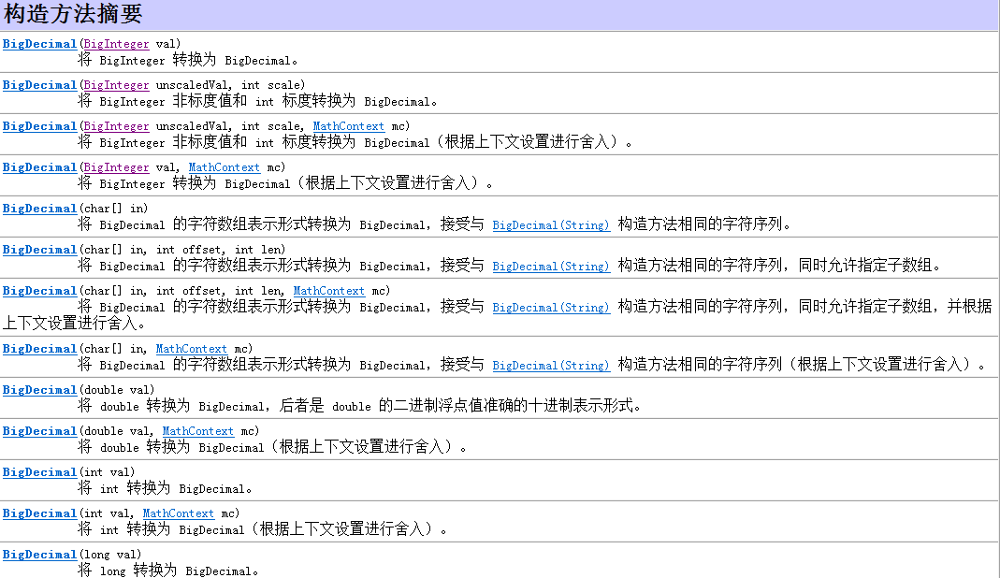 构造方法摘要
BigDecimal(BigInteger val)
将 BigInteger 转换为 BigDecimal。
BigDecimal(BigInteger unscaledVal, int scale)
将 BigInteger 非标度值和 int 标度转换为 BigDecimal。
BigDecimal(BigInteger unscaledVal, int scale, MathContext mc)
将 BigInteger 非标度值和 int 标度转换为 BigDecimal（根据上下文设置进行舍入）。
BigDecimal(BigInteger val, MathContext mc)
将 BigInteger 转换为 BigDecimal（根据上下文设置进行舍入）。
BigDecimal(char[] in)
将 BigDecimal 的字符数组表示形式转换为 BigDecimal，接受与 BigDecimal(String) 构造方法相同的字符序列。
BigDecimal(char[] in, int offset, int len)
将 BigDecimal 的字符数组表示形式转换为 BigDecimal，接受与 BigDecimal(String) 构造方法相同的字符序列，同时允许指定子数组。
BigDecimal(char[] in, int offset, int len, MathContext mc)
将 BigDecimal 的字符数组表示形式转换为 BigDecimal，接受与 BigDecimal(String) 构造方法相同的字符序列，同时允许指定子数组，并根据
上下文设置进行舍入。
BigDecimal(char[] in, MathContext mc)
将 BigDecimal 的字符数组表示形式转换为 BigDecimal，接受与 BigDecimal(String) 构造方法相同的字符序列（根据上下文设置进行舍入）。
BigDecimal(double val)
将 double 转换为 BigDecimal，后者是 double 的二进制浮点值准确的十进制表示形式。
BigDecimal(double val, MathContext mc)
将 double 转换为 BigDecimal（根据上下文设置进行舍入）。
BigDecimal(int val)
将 int 转换为 BigDecimal。
BigDecimal(int val, MathContext mc)
将 int 转换为 BigDecimal（根据上下文设置进行舍入）。
BigDecimal(long val)
将 long 转换为 BigDecimal。